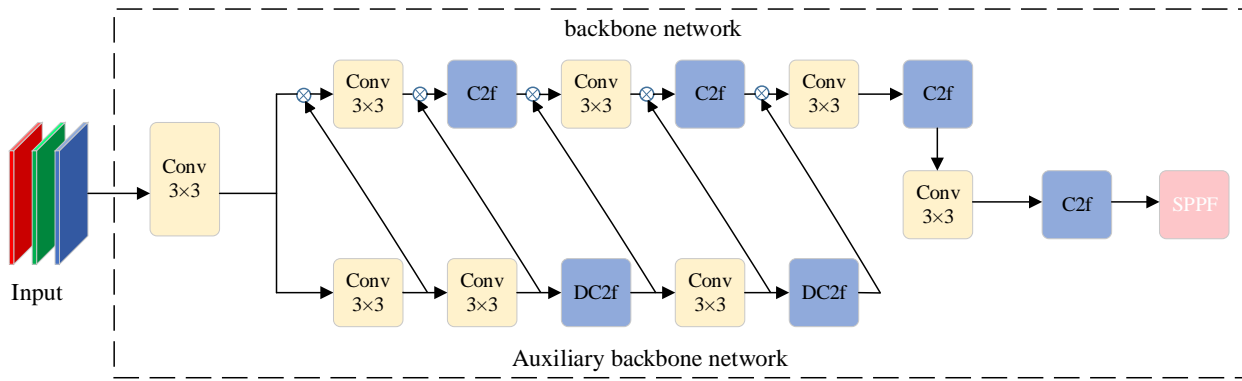 backbone network
Conv
3×3
C2f
Conv
3×3
C2f
Conv
3×3
C2f
Conv
3×3
Input
Conv
3×3
C2f
SPPF
Conv
3×3
Conv
3×3
DC2f
Conv
3×3
DC2f
Auxiliary backbone network